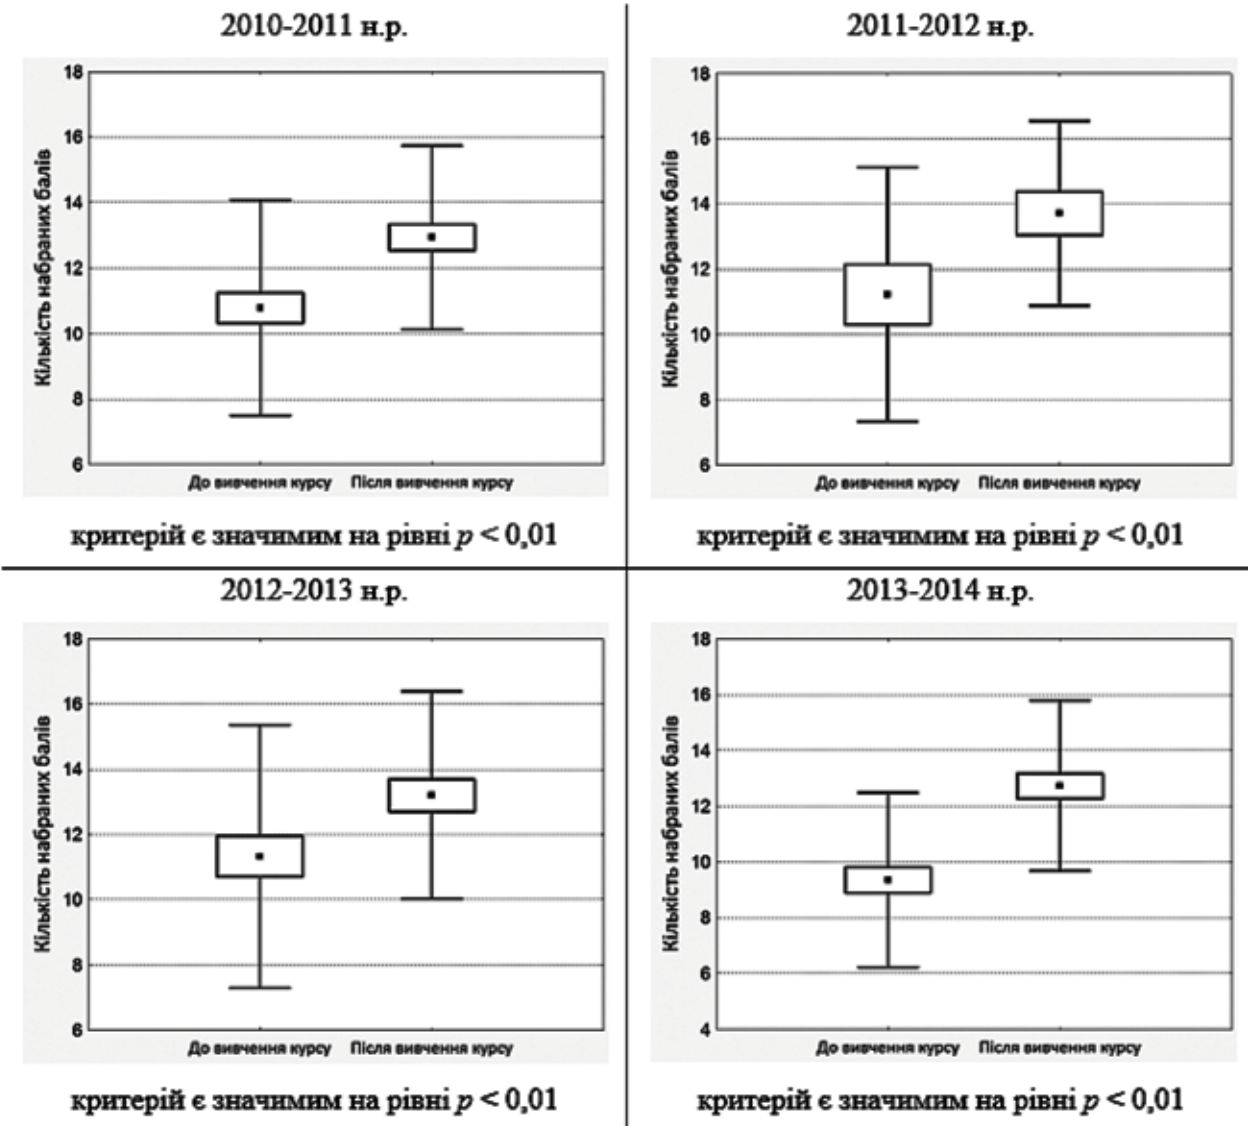 2010-2011 н.р.
Кількість набраних балів
18
16
14
12
10
8
6
До вивчення курсу Після вивчення курсу
критерій є значимим на рівні p < 0,01
2011-2012 н.р.
Кількість набраних балів
18
16
14
12
10
8
6
До вивчення курсу Після вивчення курсу
критерій є значимим на рівні p < 0,01
2012-2013 н.р.
Кількість набраних балів
18
16
14
12
10
8
6
До вивчення курсу Після вивчення курсу
критерій є значимим на рівні p < 0,01
2013-2014 н.р.
Кількість набраних балів
18
16
14
12
10
8
6
4
До вивчення курсу Після вивчення курсу
критерій є значимим на рівні p < 0,01